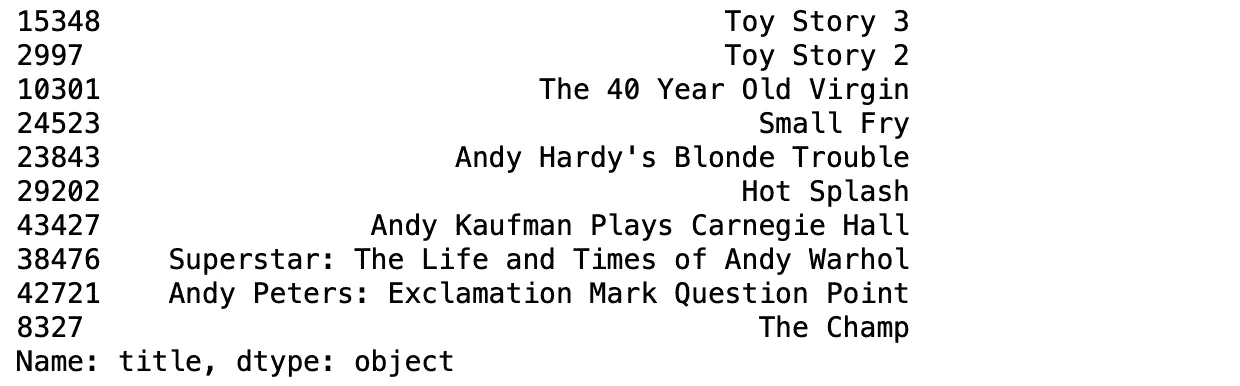 15348 Toy Story 3
2997 Toy Story 2
10301 The 40 Year Old Virgin
24523 Small Fry
23843 Andy Hardy's Blonde Trouble
29202 Hot Splash
43427 Andy Kaufman Plays Carnegie Hall
38476 Superstar: The Life and Times of Andy Warhol
42721 Andy Peters: Exclamation Mark Question Point
8327 The Champ
Name: title, dtype: object